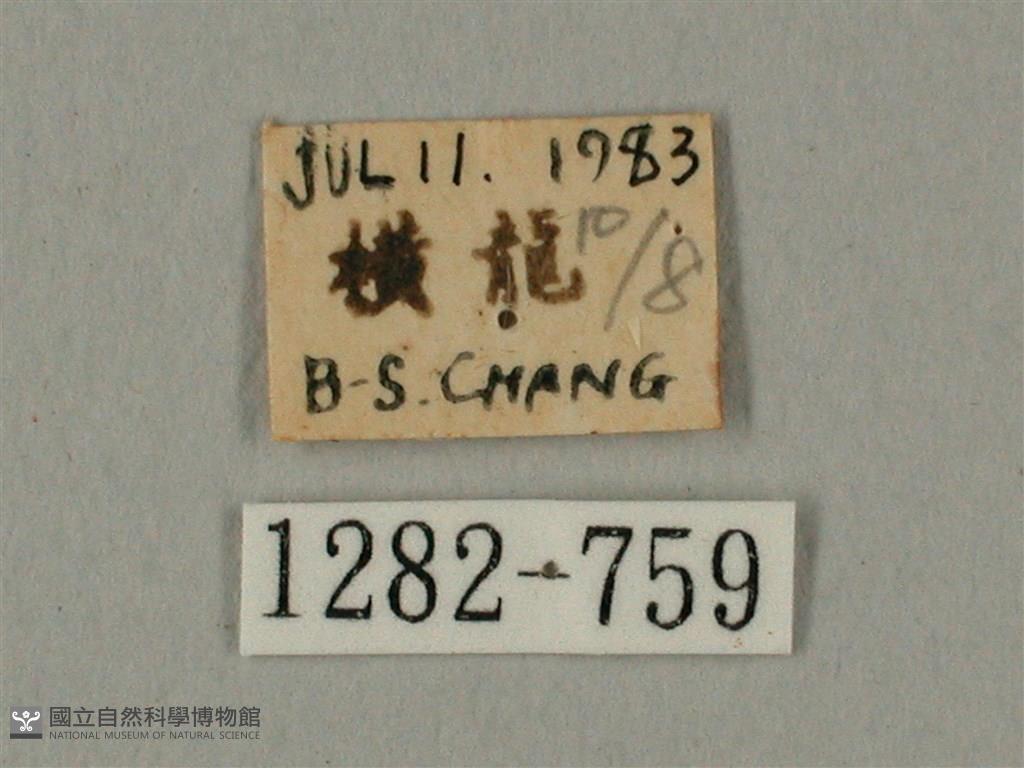 JUL 11. 1983
橫龍 10/8
B-S. CHANG
1282-759
國立自然科學博物館
NATIONAL MUSEUM OF NATURAL SCIENCE